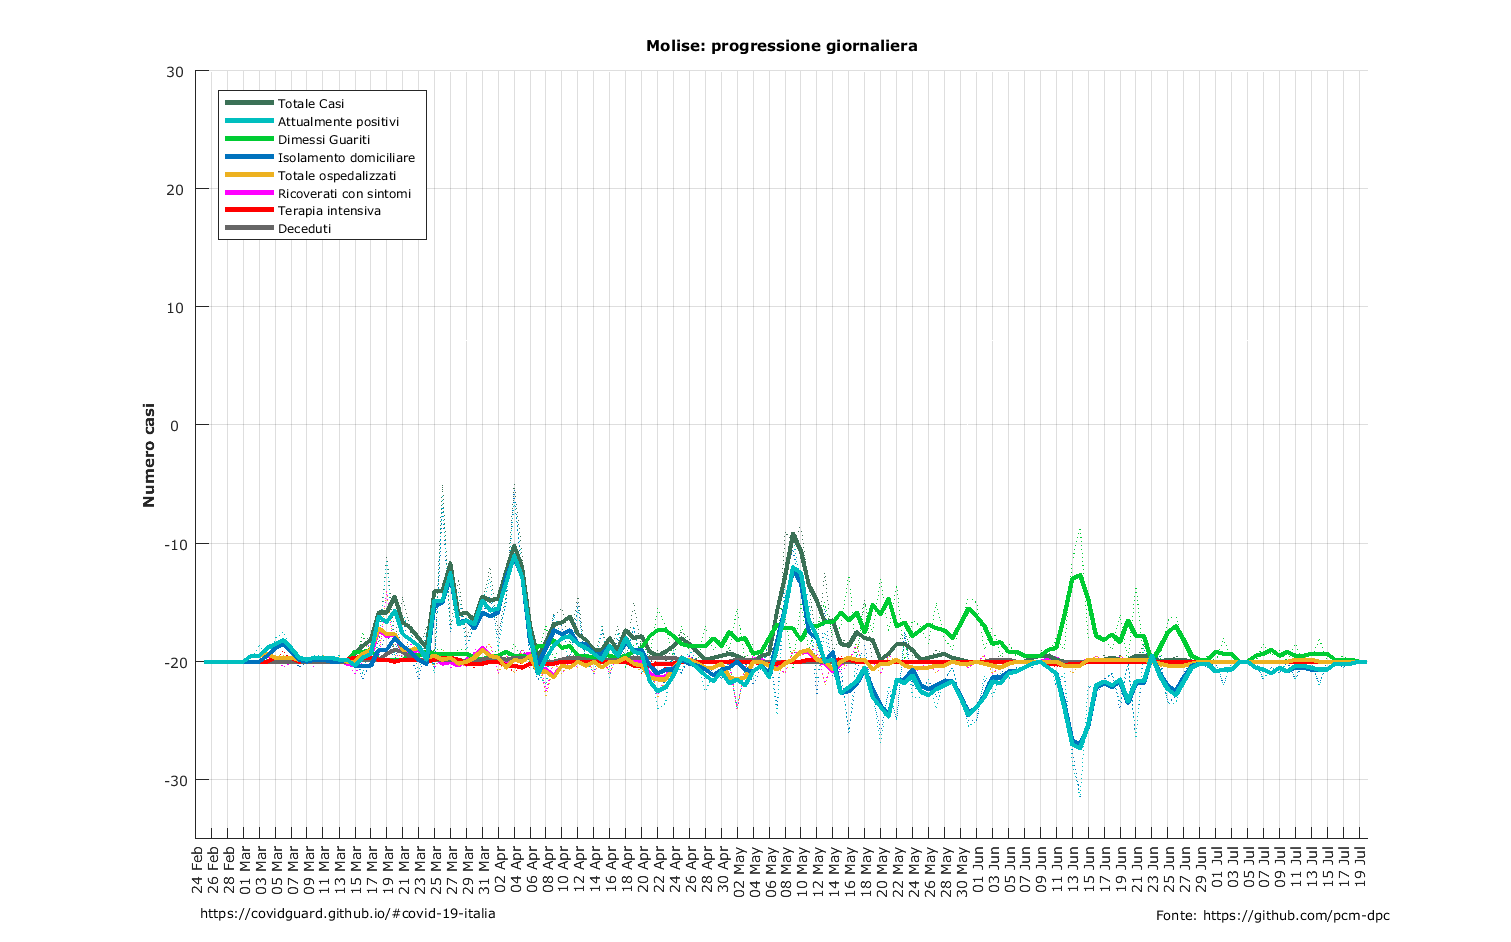 Molise: progressione giornaliera
30
20
10
0
-10
-20
-30
Numero casi
Totale Casi
Attualmente positivi
Dimessi Guariti
Isolamento domiciliare
Totale ospedalizzati
Ricoverati con sintomi
Terapia intensiva
Deceduti
24 Feb
26 Feb
28 Feb
01 Mar
03 Mar
05 Mar
07 Mar
09 Mar
11 Mar
13 Mar
15 Mar
17 Mar
19 Mar
21 Mar
23 Mar
25 Mar
27 Mar
29 Mar
31 Mar
02 Apr
04 Apr
06 Apr
08 Apr
10 Apr
12 Apr
14 Apr
16 Apr
18 Apr
20 Apr
22 Apr
24 Apr
26 Apr
28 Apr
30 Apr
02 May
04 May
06 May
08 May
10 May
12 May
14 May
16 May
18 May
20 May
22 May
24 May
26 May
28 May
30 May
01 Jun
03 Jun
05 Jun
07 Jun
09 Jun
11 Jun
13 Jun
15 Jun
17 Jun
19 Jun
21 Jun
23 Jun
25 Jun
27 Jun
29 Jun
01 Jul
03 Jul
05 Jul
07 Jul
09 Jul
11 Jul
13 Jul
15 Jul
17 Jul
19 Jul
https://covidguard.github.io/#covid-19-italia
Fonte: https://github.com/pcm-dpc